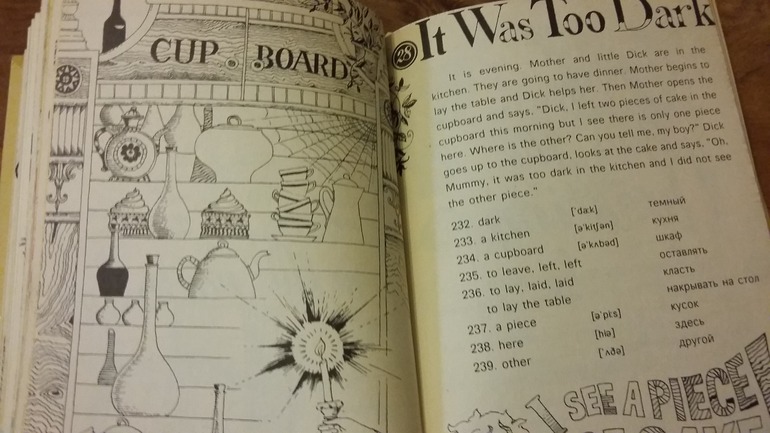 CUP BOARD
28
It Was Too Dark
It is evening. Mother and little Dick are in the
kitchen. They are going to have dinner. Mother begins to
lay the table and Dick helps her. Then Mother opens the
cupboard and says, "Dick, I left two pieces of cake in the
cupboard this morning but I see there is only one piece
here. Where is the other? Can you tell me, my boy?" Dick
goes up to the cupboard, looks at the cake and says, "Oh,
Mummy, it was too dark in the kitchen and I did not see
the other piece."
232. dark [ˈdɑ:k] темный
233. a kitchen [əˈkitʃən] кухня
234. a cupboard [əˈkʌbəd] шкаф
235. to leave, left, left оставлять
236. to lay, laid, laid класть
to lay the table накрывать на стол
237. a piece [əˈpi:s] кусок
238. here [hiə] здесь
239. other [ˈʌðə] другой
I SEE A PIECE
OF CAKE